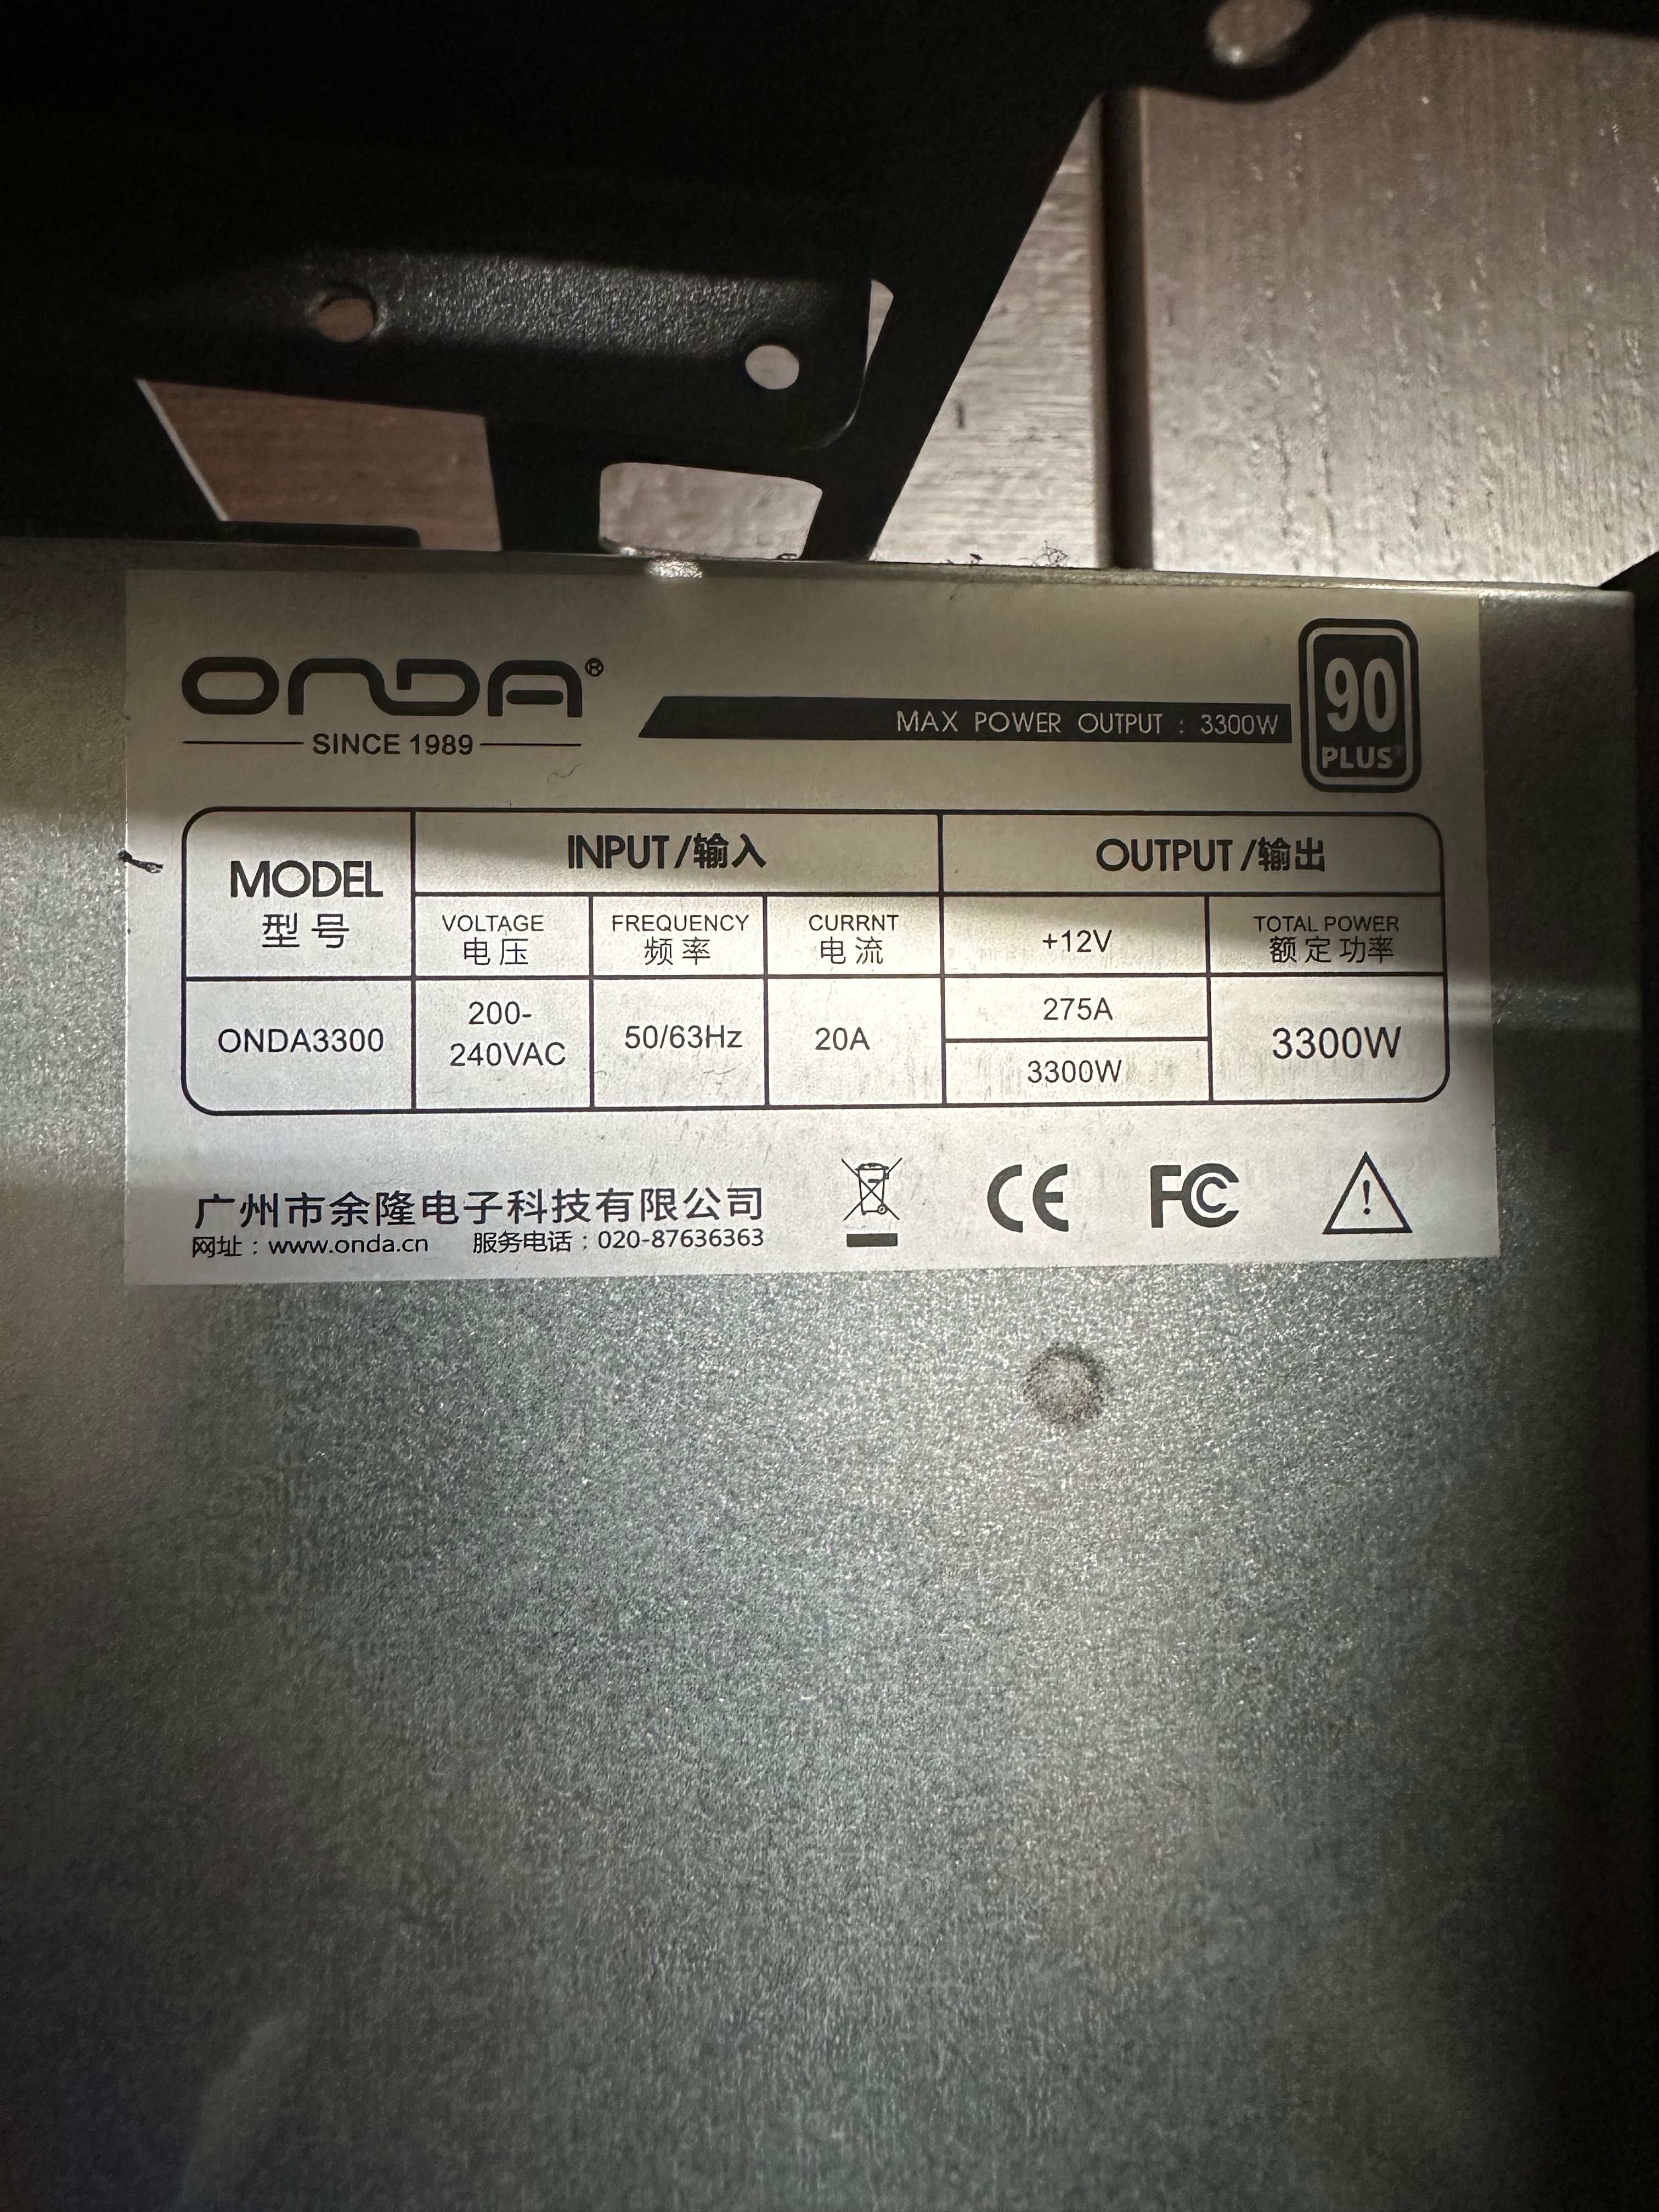 ONDA®
SINCE 1989
MAX POWER OUTPUT : 3300W
90
PLUS®
MODEL
型号
INPUT/输入
OUTPUT/输出
VOLTAGE
电压
FREQUENCY
频率
CURRNT
电流
+12V
TOTAL POWER
额定功率
ONDA3300
200-
240VAC
50/63Hz
20A
275A
3300W
3300W
广州市余隆电子科技有限公司
网址：www.onda.cn 服务电话：020-87636363
CE
FC